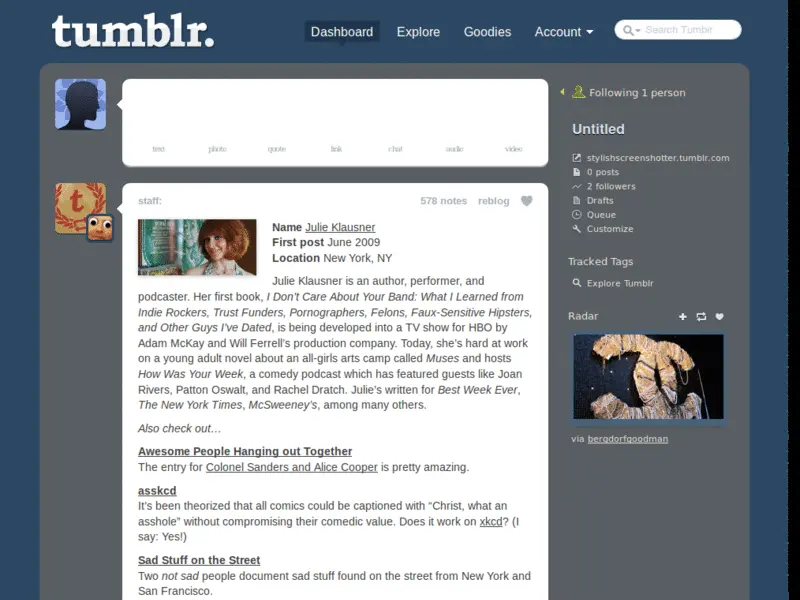 tumblr.
Dashboard Explore Goodies Account Search Tumblr
text photo quote link chat audio video
staff: 578 notes reblog
Name Julie Klausner
First post June 2009
Location New York, NY
Julie Klausner is an author, performer, and
podcaster. Her first book, I Don’t Care About Your Band: What I Learned from
Indie Rockers, Trust Funders, Pornographers, Felons, Faux-Sensitive Hipsters,
and Other Guys I’ve Dated, is being developed into a TV show for HBO by
Adam McKay and Will Ferrell’s production company. Today, she’s hard at work
on a young adult novel about an all-girls arts camp called Muses and hosts
How Was Your Week, a comedy podcast which has featured guests like Joan
Rivers, Patton Oswalt, and Rachel Dratch. Julie’s written for Best Week Ever,
The New York Times, McSweeney’s, among many others.
Also check out…
Awesome People Hanging out Together
The entry for Colonel Sanders and Alice Cooper is pretty amazing.
asskcd
It’s been theorized that all comics could be captioned with “Christ, what an
asshole” without compromising their comedic value. Does it work on xkcd? (I
say: Yes!)
Sad Stuff on the Street
Two not sad people document sad stuff found on the street from New York and
San Francisco.
Following 1 person
Untitled
stylishscreenshotter.tumblr.com
0 posts
2 followers
Drafts
Queue
Customize
Tracked Tags
Explore Tumblr
Radar
via bergdorfgoodman